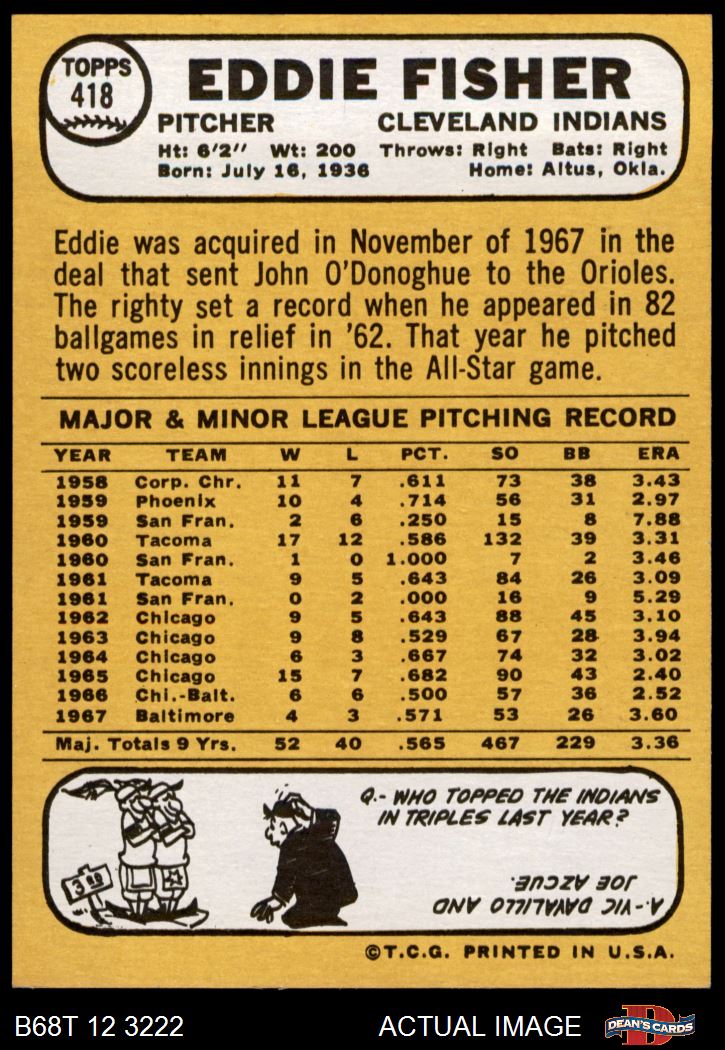 TOPPS
418
EDDIE FISHER
PITCHER CLEVELAND INDIANS
Ht: 6'2" Wt: 200 Throws: Right Bats: Right
Born: July 16, 1936 Home: Altus, Okla.
Eddie was acquired in November of 1967 in the
deal that sent John O'Donoghue to the Orioles.
The righty set a record when he appeared in 82
ballgames in relief in '62. That year he pitched
two scoreless innings in the All-Star game.
MAJOR & MINOR LEAGUE PITCHING RECORD
YEAR TEAM W L PCT. SO BB ERA
1958 Corp. Chr. 11 7 .611 73 38 3.43
1959 Phoenix 10 4 .714 56 31 2.97
1959 San Fran. 2 6 .250 15 8 7.88
1960 Tacoma 17 12 .586 132 39 3.31
1960 San Fran. 1 0 1.000 7 2 3.46
1961 Tacoma 9 5 .643 84 26 3.09
1961 San Fran. 0 2 .000 16 9 5.29
1962 Chicago 9 5 .643 88 45 3.10
1963 Chicago 9 8 .529 67 28 3.94
1964 Chicago 6 3 .667 74 32 3.02
1965 Chicago 15 7 .682 90 43 2.40
1966 Chi.-Balt. 6 6 .500 57 36 2.52
1967 Baltimore 4 3 .571 53 26 3.60
Maj. Totals 9 Yrs. 52 40 .565 467 229 3.36
Q.- WHO TOPPED THE INDIANS
IN TRIPLES LAST YEAR?
A.- VIC DAVALILLO AND
JOE AZCUE.
3 RD
©T.C.G. PRINTED IN U.S.A.
B68T 12 3222 ACTUAL IMAGE
D
DEAN'S CARDS